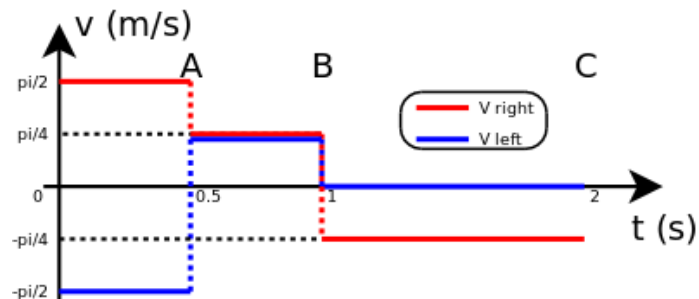 v (m/s)
A B C
pi/2
V right
pi/4
V left
0 0.5 1 2
t (s)
-pi/4
-pi/2